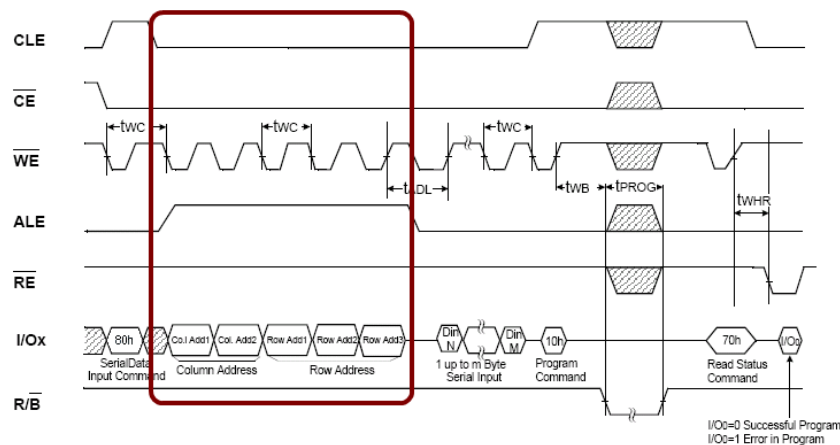 CLE
CE
tWC
tWC
tWC
WE
tADL
tWB
tPROG
ALE
tWHR
RE
I/Ox
80h
Co.l Add1
Col. Add2
Row Add1
Row Add2
Row Add3
Din
N
Din
M
10h
70h
I/O0
SerialData
Input Command
Column Address
Row Address
1 up to m Byte
Serial Input
Program
Command
Read Status
Command
R/B
I/O0=0 Successful Program
I/O0=1 Error in Program